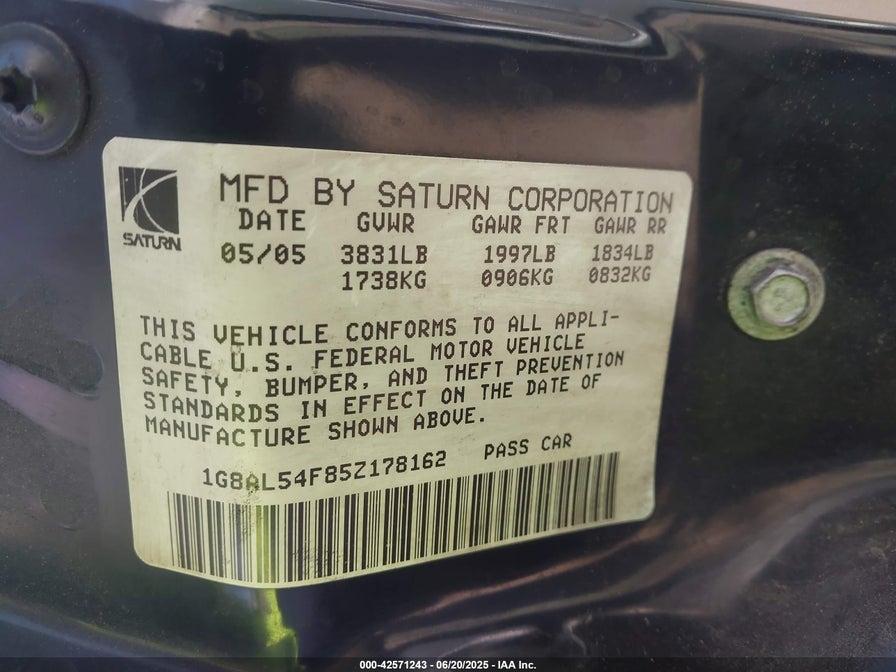 MFD BY SATURN CORPORATION
SATURN
DATE GVWR GAWR FRT GAWR RR
05/05 3831LB 1997LB 1834LB
1738KG 0906KG 0832KG
THIS VEHICLE CONFORMS TO ALL APPLI-
CABLE U.S. FEDERAL MOTOR VEHICLE
SAFETY, BUMPER, AND THEFT PREVENTION
STANDARDS IN EFFECT ON THE DATE OF
MANUFACTURE SHOWN ABOVE.
1G8AL54F85Z178162 PASS CAR
000-42571243 - 06/20/2025 - IAA Inc.